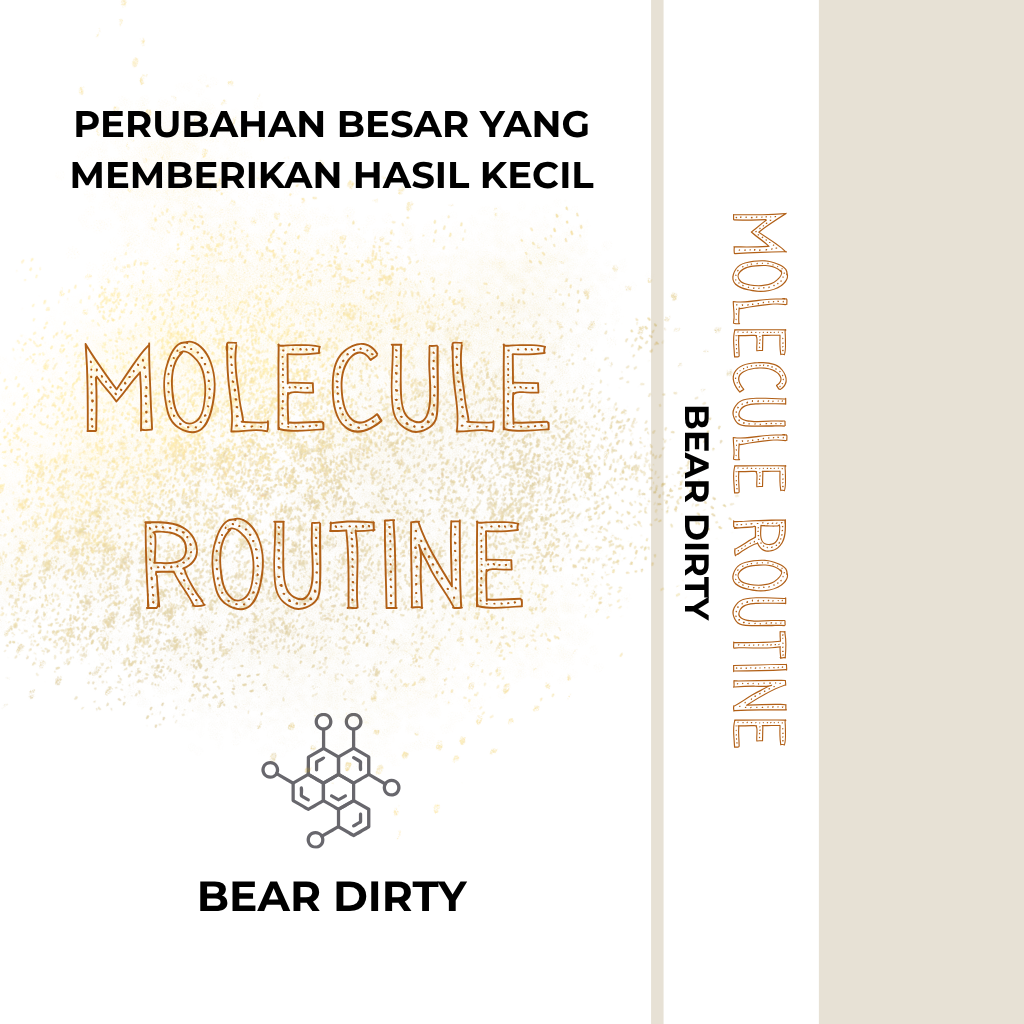 PERUBAHAN BESAR YANG
MEMBERIKAN HASIL KECIL
MOLECULE
ROUTINE
BEAR DIRTY
MOLECULE ROUTINE
BEAR DIRTY